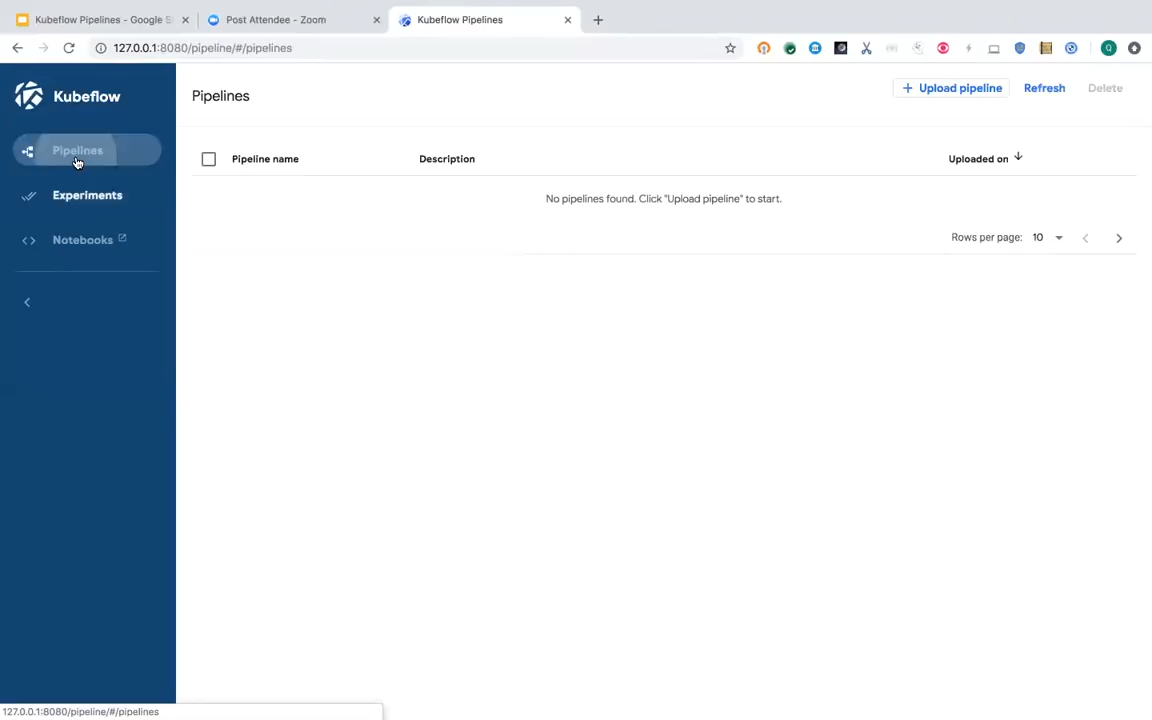 Kubeflow Pipelines - Google S
Post Attendee - Zoom
Kubeflow Pipelines
127.0.0.1:8080/pipeline/#/pipelines
Q
Kubeflow
Pipelines
Upload pipeline
Refresh
Delete
Pipelines
Experiments
Notebooks
Pipeline name
Description
Uploaded on
No pipelines found. Click "Upload pipeline" to start.
Rows per page: 10
127.0.0.1:8080/pipeline/#/pipelines